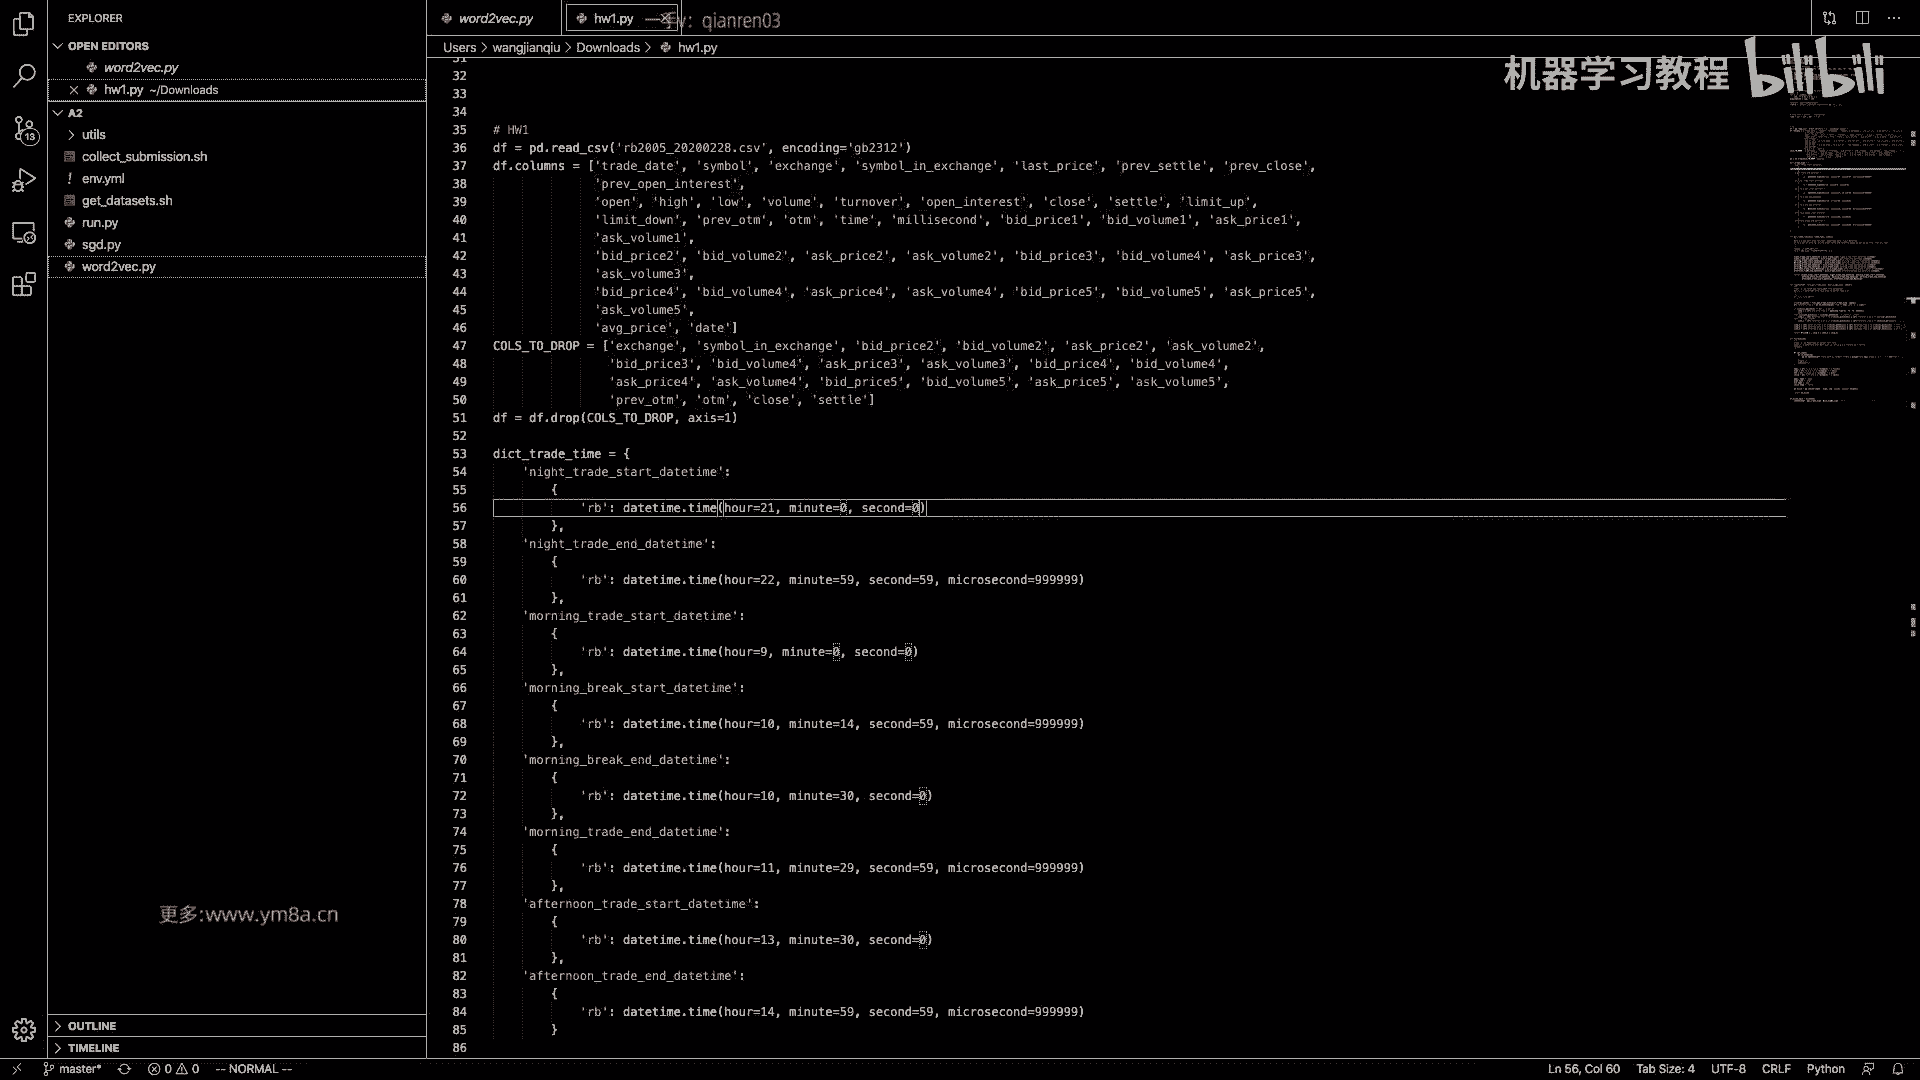 EXPLORER
OPEN EDITORS
word2vec.py
hw1.py ~/Downloads
A2
utils
collect_submission.sh
env.yml
get_datasets.sh
run.py
sgd.py
word2vec.py
更多:www.ym8a.cn
OUTLINE
TIMELINE
word2vec.py
hw1.py
qianren03
Users > wangjianqiu > Downloads > hw1.py
机器学习教程 bilibili
13
31
32
33
34
35 # HW1
36 df = pd.read_csv('rb2005_20200228.csv', encoding='gb2312')
37 df.columns = ['trade_date', 'symbol', 'exchange', 'symbol_in_exchange', 'last_price', 'prev_settle', 'prev_close',
38 'prev_open_interest',
39 'open', 'high', 'low', 'volume', 'turnover', 'open_interest', 'close', 'settle', 'limit_up',
40 'limit_down', 'prev_otm', 'otm', 'time', 'millisecond', 'bid_price1', 'bid_volume1', 'ask_price1',
41 'ask_volume1',
42 'bid_price2', 'bid_volume2', 'ask_price2', 'ask_volume2', 'bid_price3', 'bid_volume4', 'ask_price3',
43 'ask_volume3',
44 'bid_price4', 'bid_volume4', 'ask_price4', 'ask_volume4', 'bid_price5', 'bid_volume5', 'ask_price5',
45 'ask_volume5',
46 'avg_price', 'date']
47 COLS_TO_DROP = ['exchange', 'symbol_in_exchange', 'bid_price2', 'bid_volume2', 'ask_price2', 'ask_volume2',
48 'bid_price3', 'bid_volume4', 'ask_price3', 'ask_volume3', 'bid_price4', 'bid_volume4',
49 'ask_price4', 'ask_volume4', 'bid_price5', 'bid_volume5', 'ask_price5', 'ask_volume5',
50 'prev_otm', 'otm', 'close', 'settle']
51 df = df.drop(COLS_TO_DROP, axis=1)
52
53 dict_trade_time = {
54 'night_trade_start_datetime':
55 {
56 'rb': datetime.time(hour=21, minute=0, second=0)
57 },
58 'night_trade_end_datetime':
59 {
60 'rb': datetime.time(hour=22, minute=59, second=59, microsecond=999999)
61 },
62 'morning_trade_start_datetime':
63 {
64 'rb': datetime.time(hour=9, minute=0, second=0)
65 },
66 'morning_break_start_datetime':
67 {
68 'rb': datetime.time(hour=10, minute=14, second=59, microsecond=999999)
69 },
70 'morning_break_end_datetime':
71 {
72 'rb': datetime.time(hour=10, minute=30, second=0)
73 },
74 'morning_trade_end_datetime':
75 {
76 'rb': datetime.time(hour=11, minute=29, second=59, microsecond=999999)
77 },
78 'afternoon_trade_start_datetime':
79 {
80 'rb': datetime.time(hour=13, minute=30, second=0)
81 },
82 'afternoon_trade_end_datetime':
83 {
84 'rb': datetime.time(hour=14, minute=59, second=59, microsecond=999999)
85 }
86
master* 0 0 -- NORMAL -- Ln 56, Col 60 Tab Size: 4 UTF-8 CRLF Python